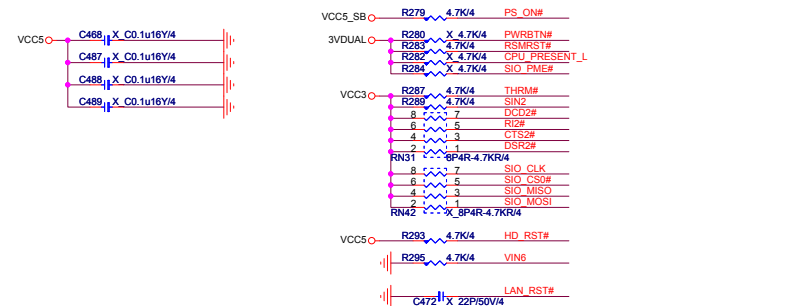 VCC5_SB R279 4.7K/4 PS_ON#
VCC5 C468 X_C0.1u16Y/4
C487 X_C0.1u16Y/4
C488 X_C0.1u16Y/4
C489 X_C0.1u16Y/4
3VDUAL R280 X_4.7K/4 PWRBTN#
R283 4.7K/4 RSMRST#
R282 X_4.7K/4 CPU_PRESENT_L
R284 X_4.7K/4 SIO_PME#
VCC3 R287 4.7K/4 THRM#
R289 4.7K/4 SIN2
8 7 DCD2#
6 5 RI2#
4 3 CTS2#
2 1 DSR2#
RN31 8P4R-4.7KR/4
8 7 SIO_CLK
6 5 SIO_CS0#
4 3 SIO_MISO
2 1 SIO_MOSI
RN42 X_8P4R-4.7KR/4
VCC5 R293 4.7K/4 HD_RST#
R295 4.7K/4 VIN6
LAN_RST#
C472 X_22P/50V/4